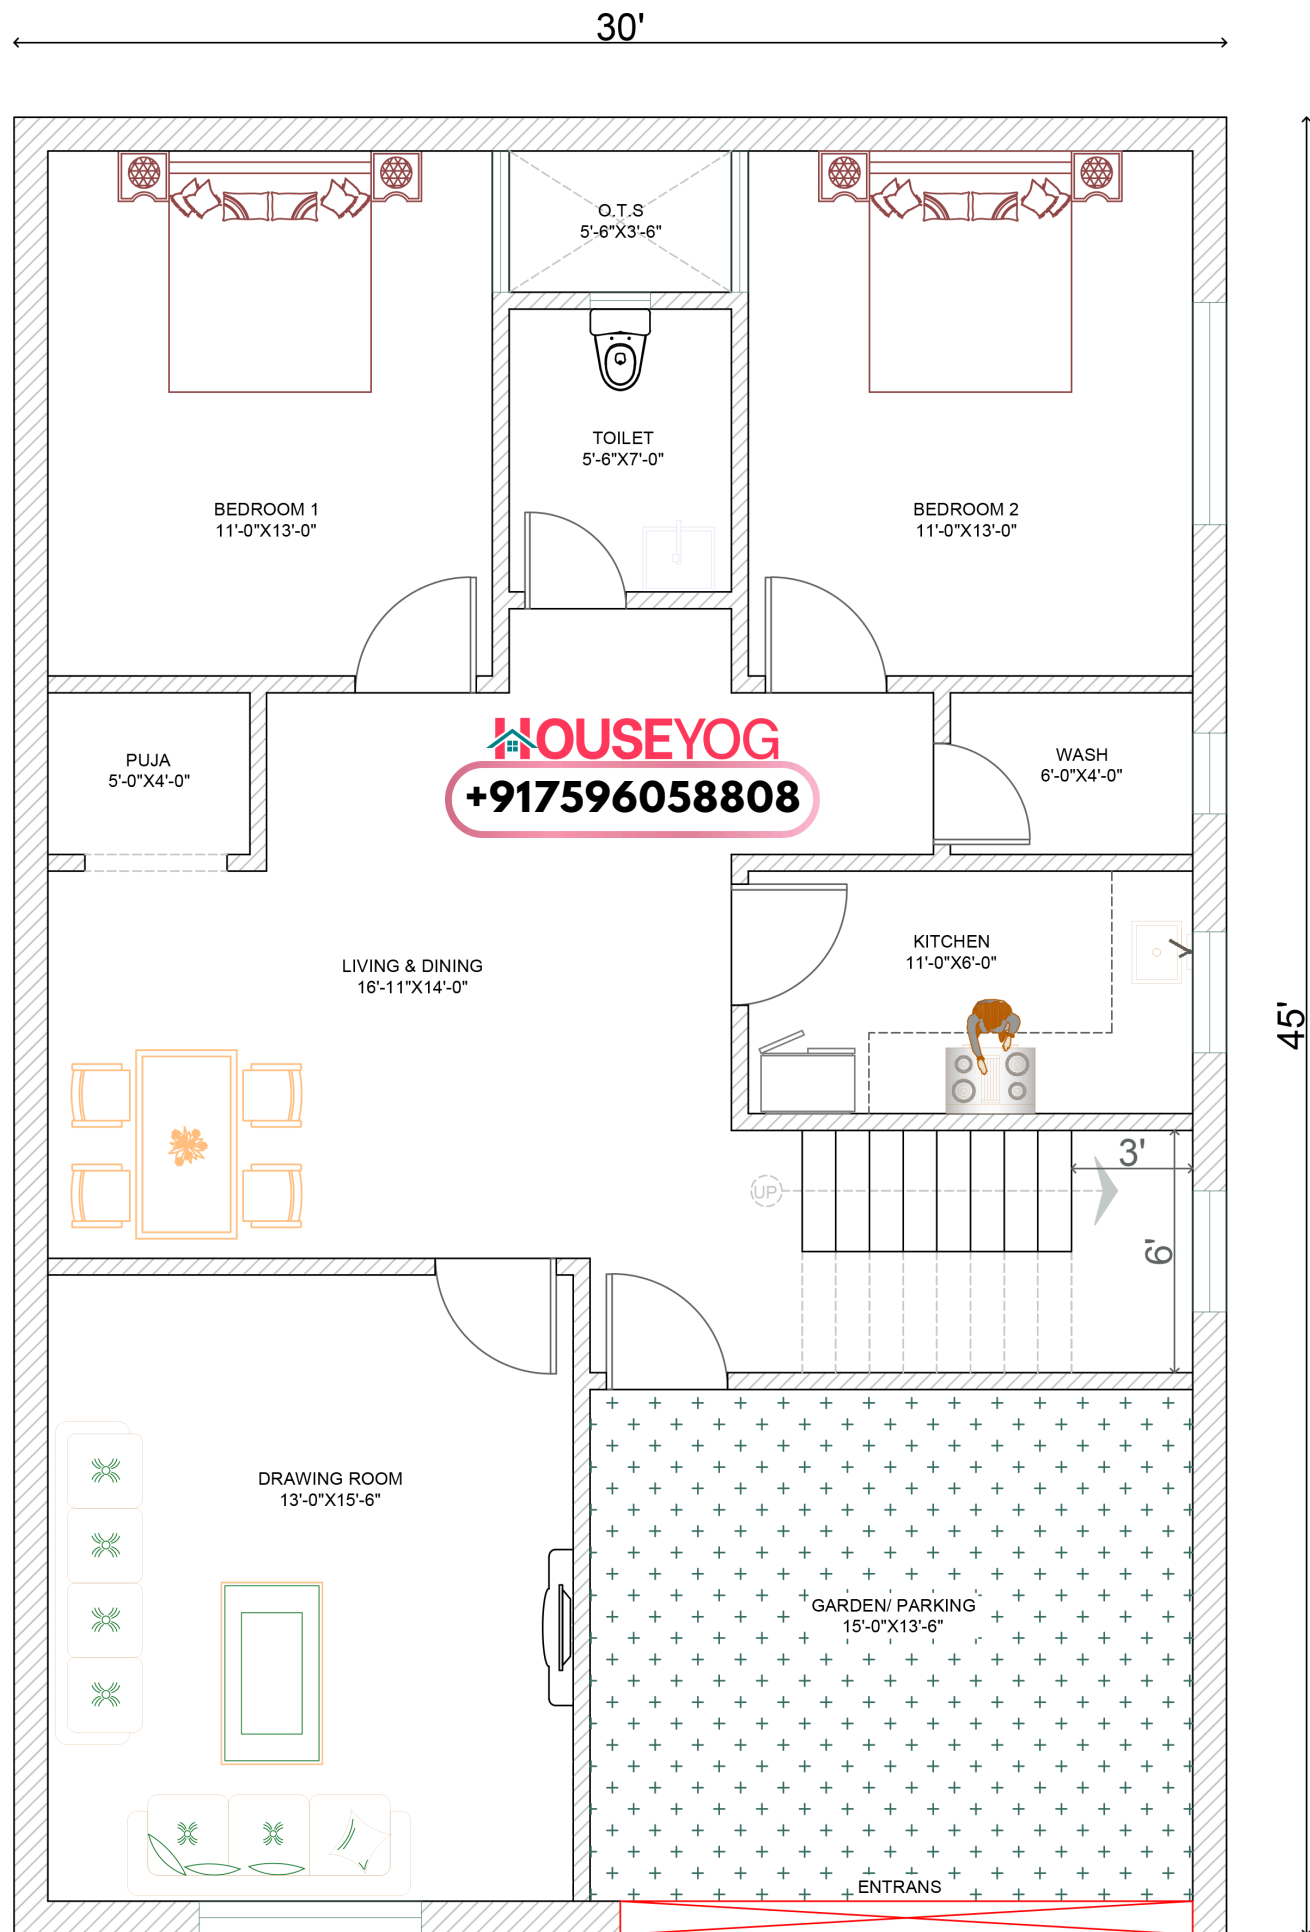 30'
O.T.S
5'-6"X3'-6"
TOILET
5'-6"X7'-0"
BEDROOM 1
11'-0"X13'-0"
BEDROOM 2
11'-0"X13'-0"
HOUSEYOG
+917596058808
PUJA
5'-0"X4'-0"
WASH
6'-0"X4'-0"
KITCHEN
11'-0"X6'-0"
LIVING & DINING
16'-11"X14'-0"
45'
3'
UP
6'
DRAWING ROOM
13'-0"X15'-6"
GARDEN/ PARKING
15'-0"X13'-6"
ENTRANS